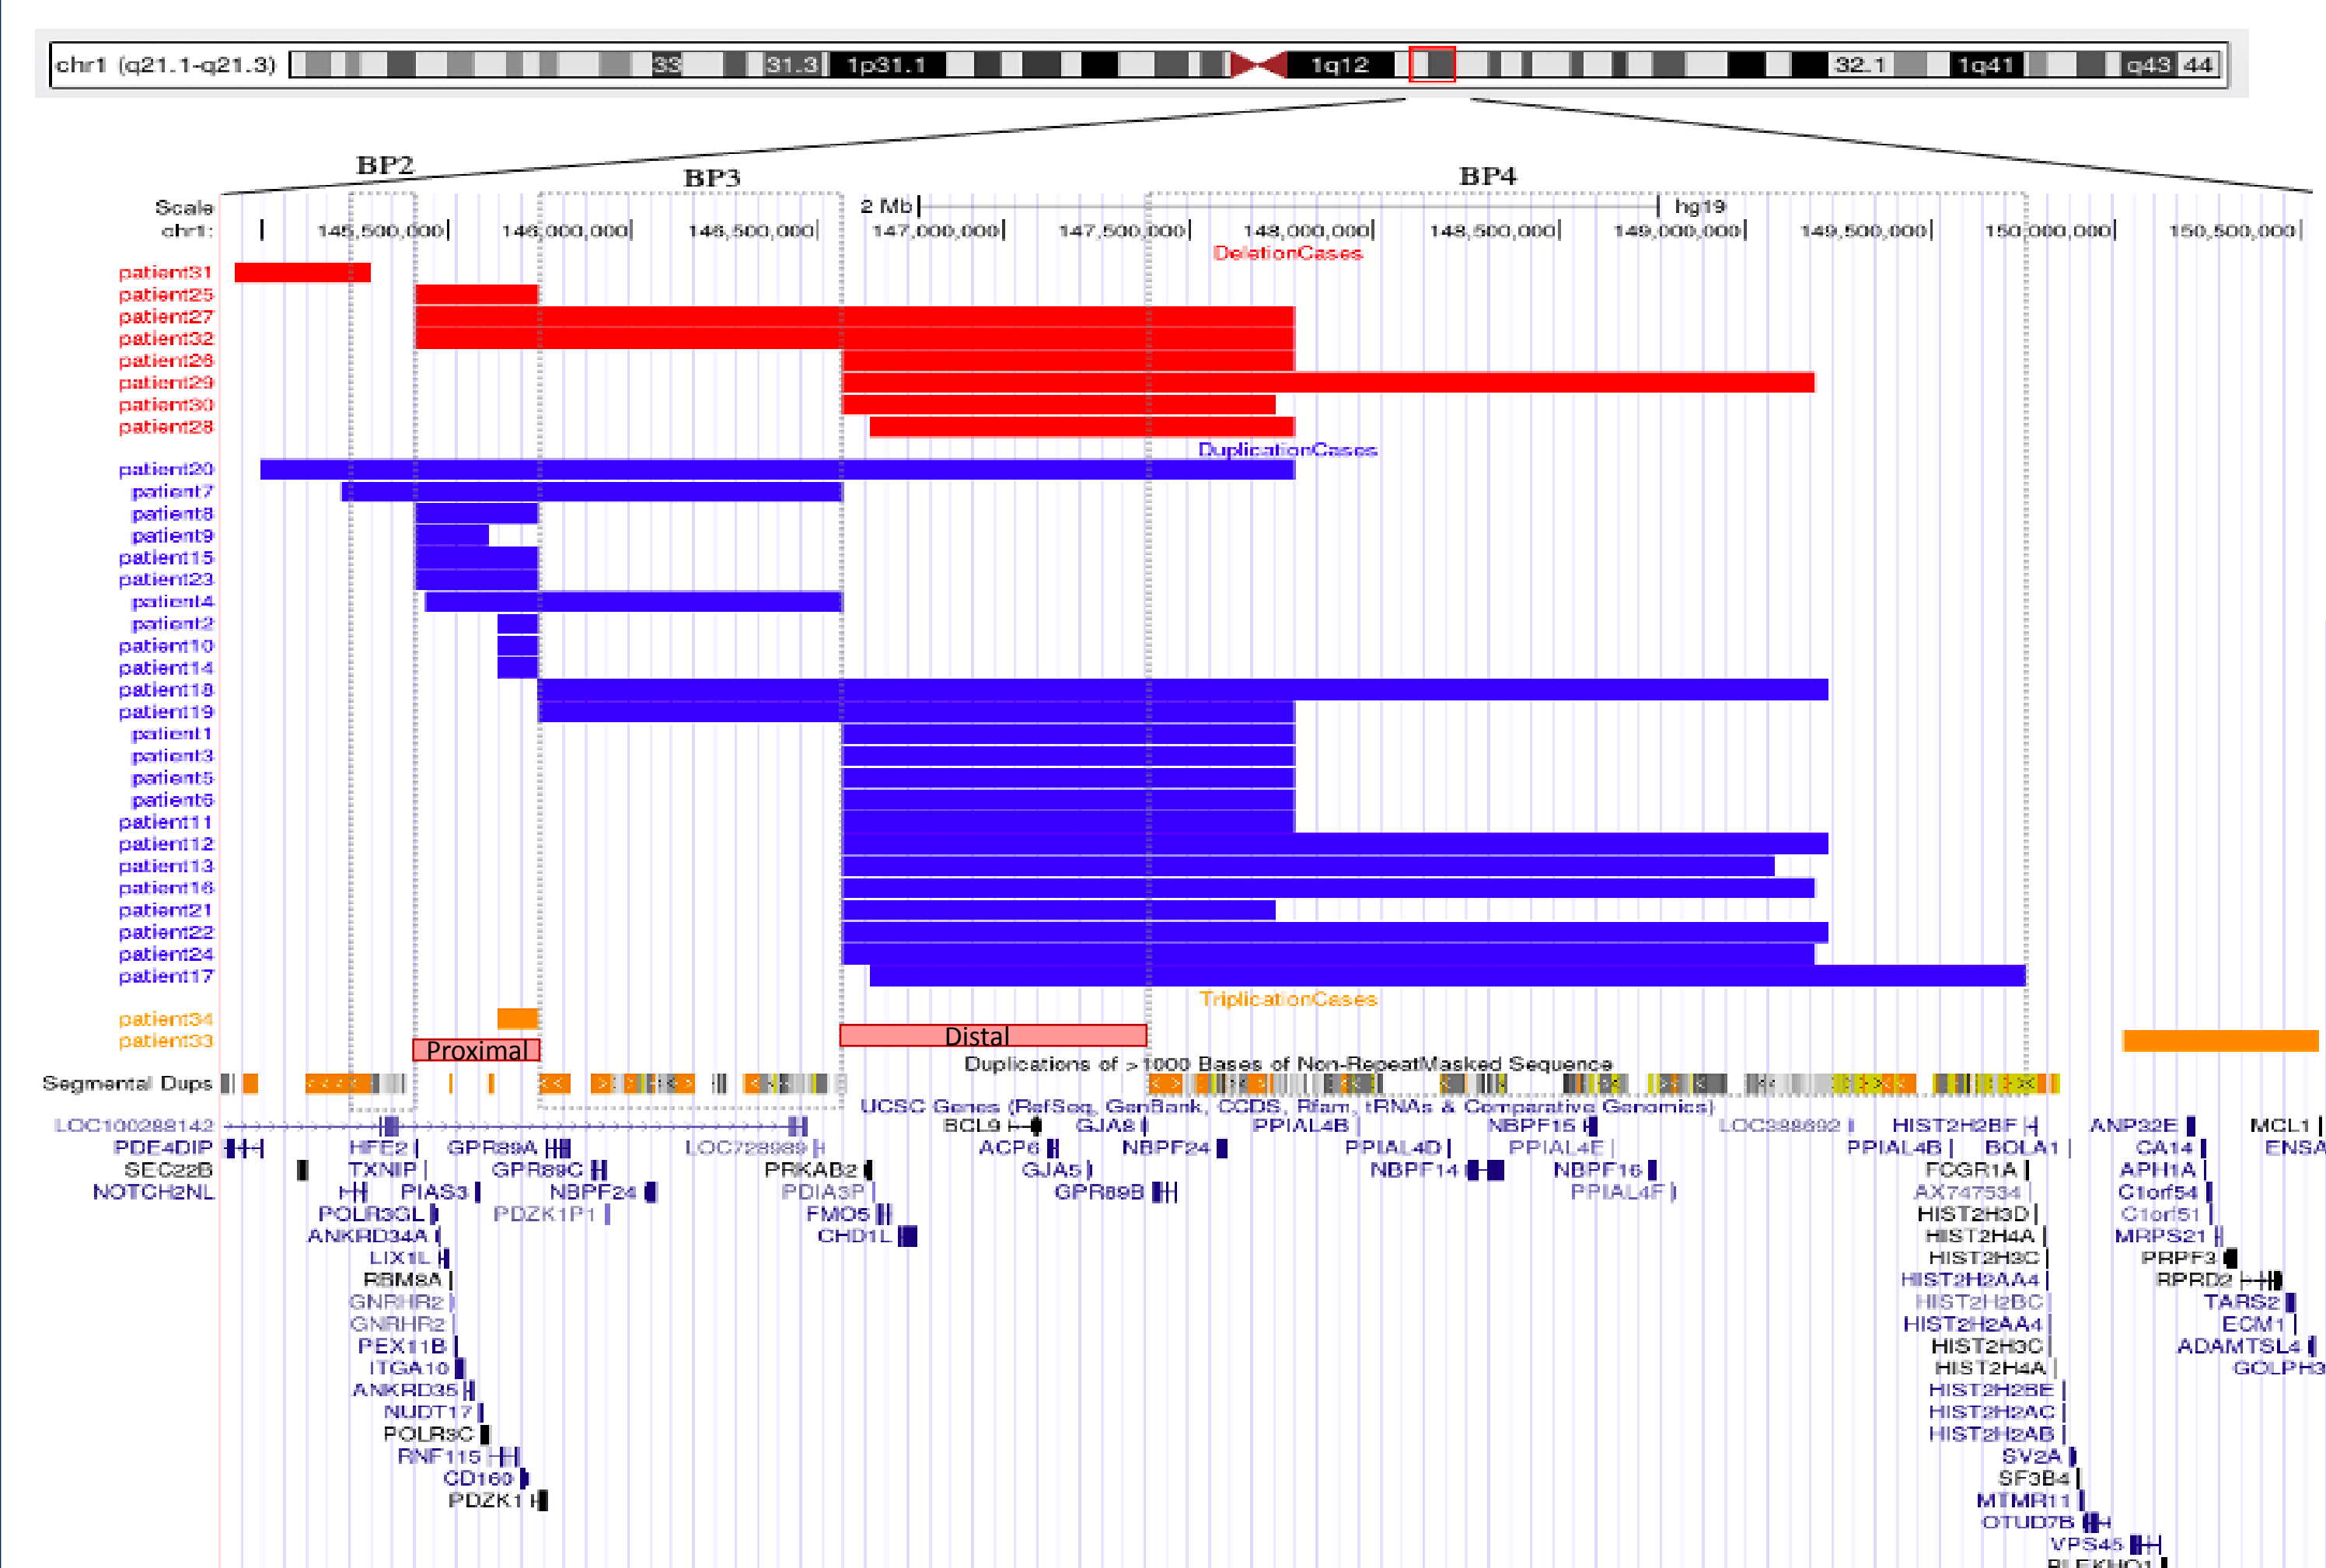 chr1 (q21.1-q21.3) 33 31.3 1p31.1 1q12 32.1 1q41 q43 44
BP2 BP3 BP4
Scale 2 Mb hg19
chr1: 145,500,000 146,000,000 146,500,000 147,000,000 147,500,000 148,000,000 148,500,000 149,000,000 149,500,000 150,000,000 150,500,000
DeletionCases
patient31
patient25
patient27
patient32
patient26
patient29
patient30
patient28
DuplicationCases
patient20
patient7
patient8
patient9
patient15
patient23
patient4
patient2
patient10
patient14
patient18
patient19
patient1
patient3
patient5
patient6
patient11
patient12
patient13
patient16
patient21
patient22
patient24
patient17
TriplicationCases
patient34
patient33 Proximal Distal
Duplications of >1000 Bases of Non-RepeatMasked Sequence
Segmental Dups
UCSC Genes (RefSeq, GenBank, CCDS, Rfam, tRNAs & Comparative Genomics)
LOC100288142 BCL9 GJA8 PPIAL4B NBPF15 LOC388692 HIST2H2BF ANP32E MCL1
PDE4DIP HFE2 GPR89A LOC728989 ACP6 NBPF24 PPIAL4D PPIAL4E PPIAL4B BOLA1 CA14 ENSA
SEC22B TXNIP GPR89C PRKAB2 GJA5 NBPF14 NBPF16 FCGR1A APH1A
NOTCH2NL PIAS3 NBPF24 PDIA3P GPR89B PPIAL4F AX747534 C1orf54
POLR3GL PDZK1P1 FMO5 HIST2H3D C1orf51
ANKRD34A CHD1L HIST2H4A MRPS21
LIX1L HIST2H3C PRPF3
RBM8A HIST2H2AA4 RPRD2
GNRHR2 HIST2H2BC TARS2
GNRHR2 HIST2H2AA4 ECM1
PEX11B HIST2H3C ADAMTSL4
ITGA10 HIST2H4A GOLPH3
ANKRD35 HIST2H2BE
NUDT17 HIST2H2AC
POLR3C HIST2H2AB
RNF115 SV2A
CD160 SF3B4
PDZK1 MTMR11
OTUD7B
VPS45